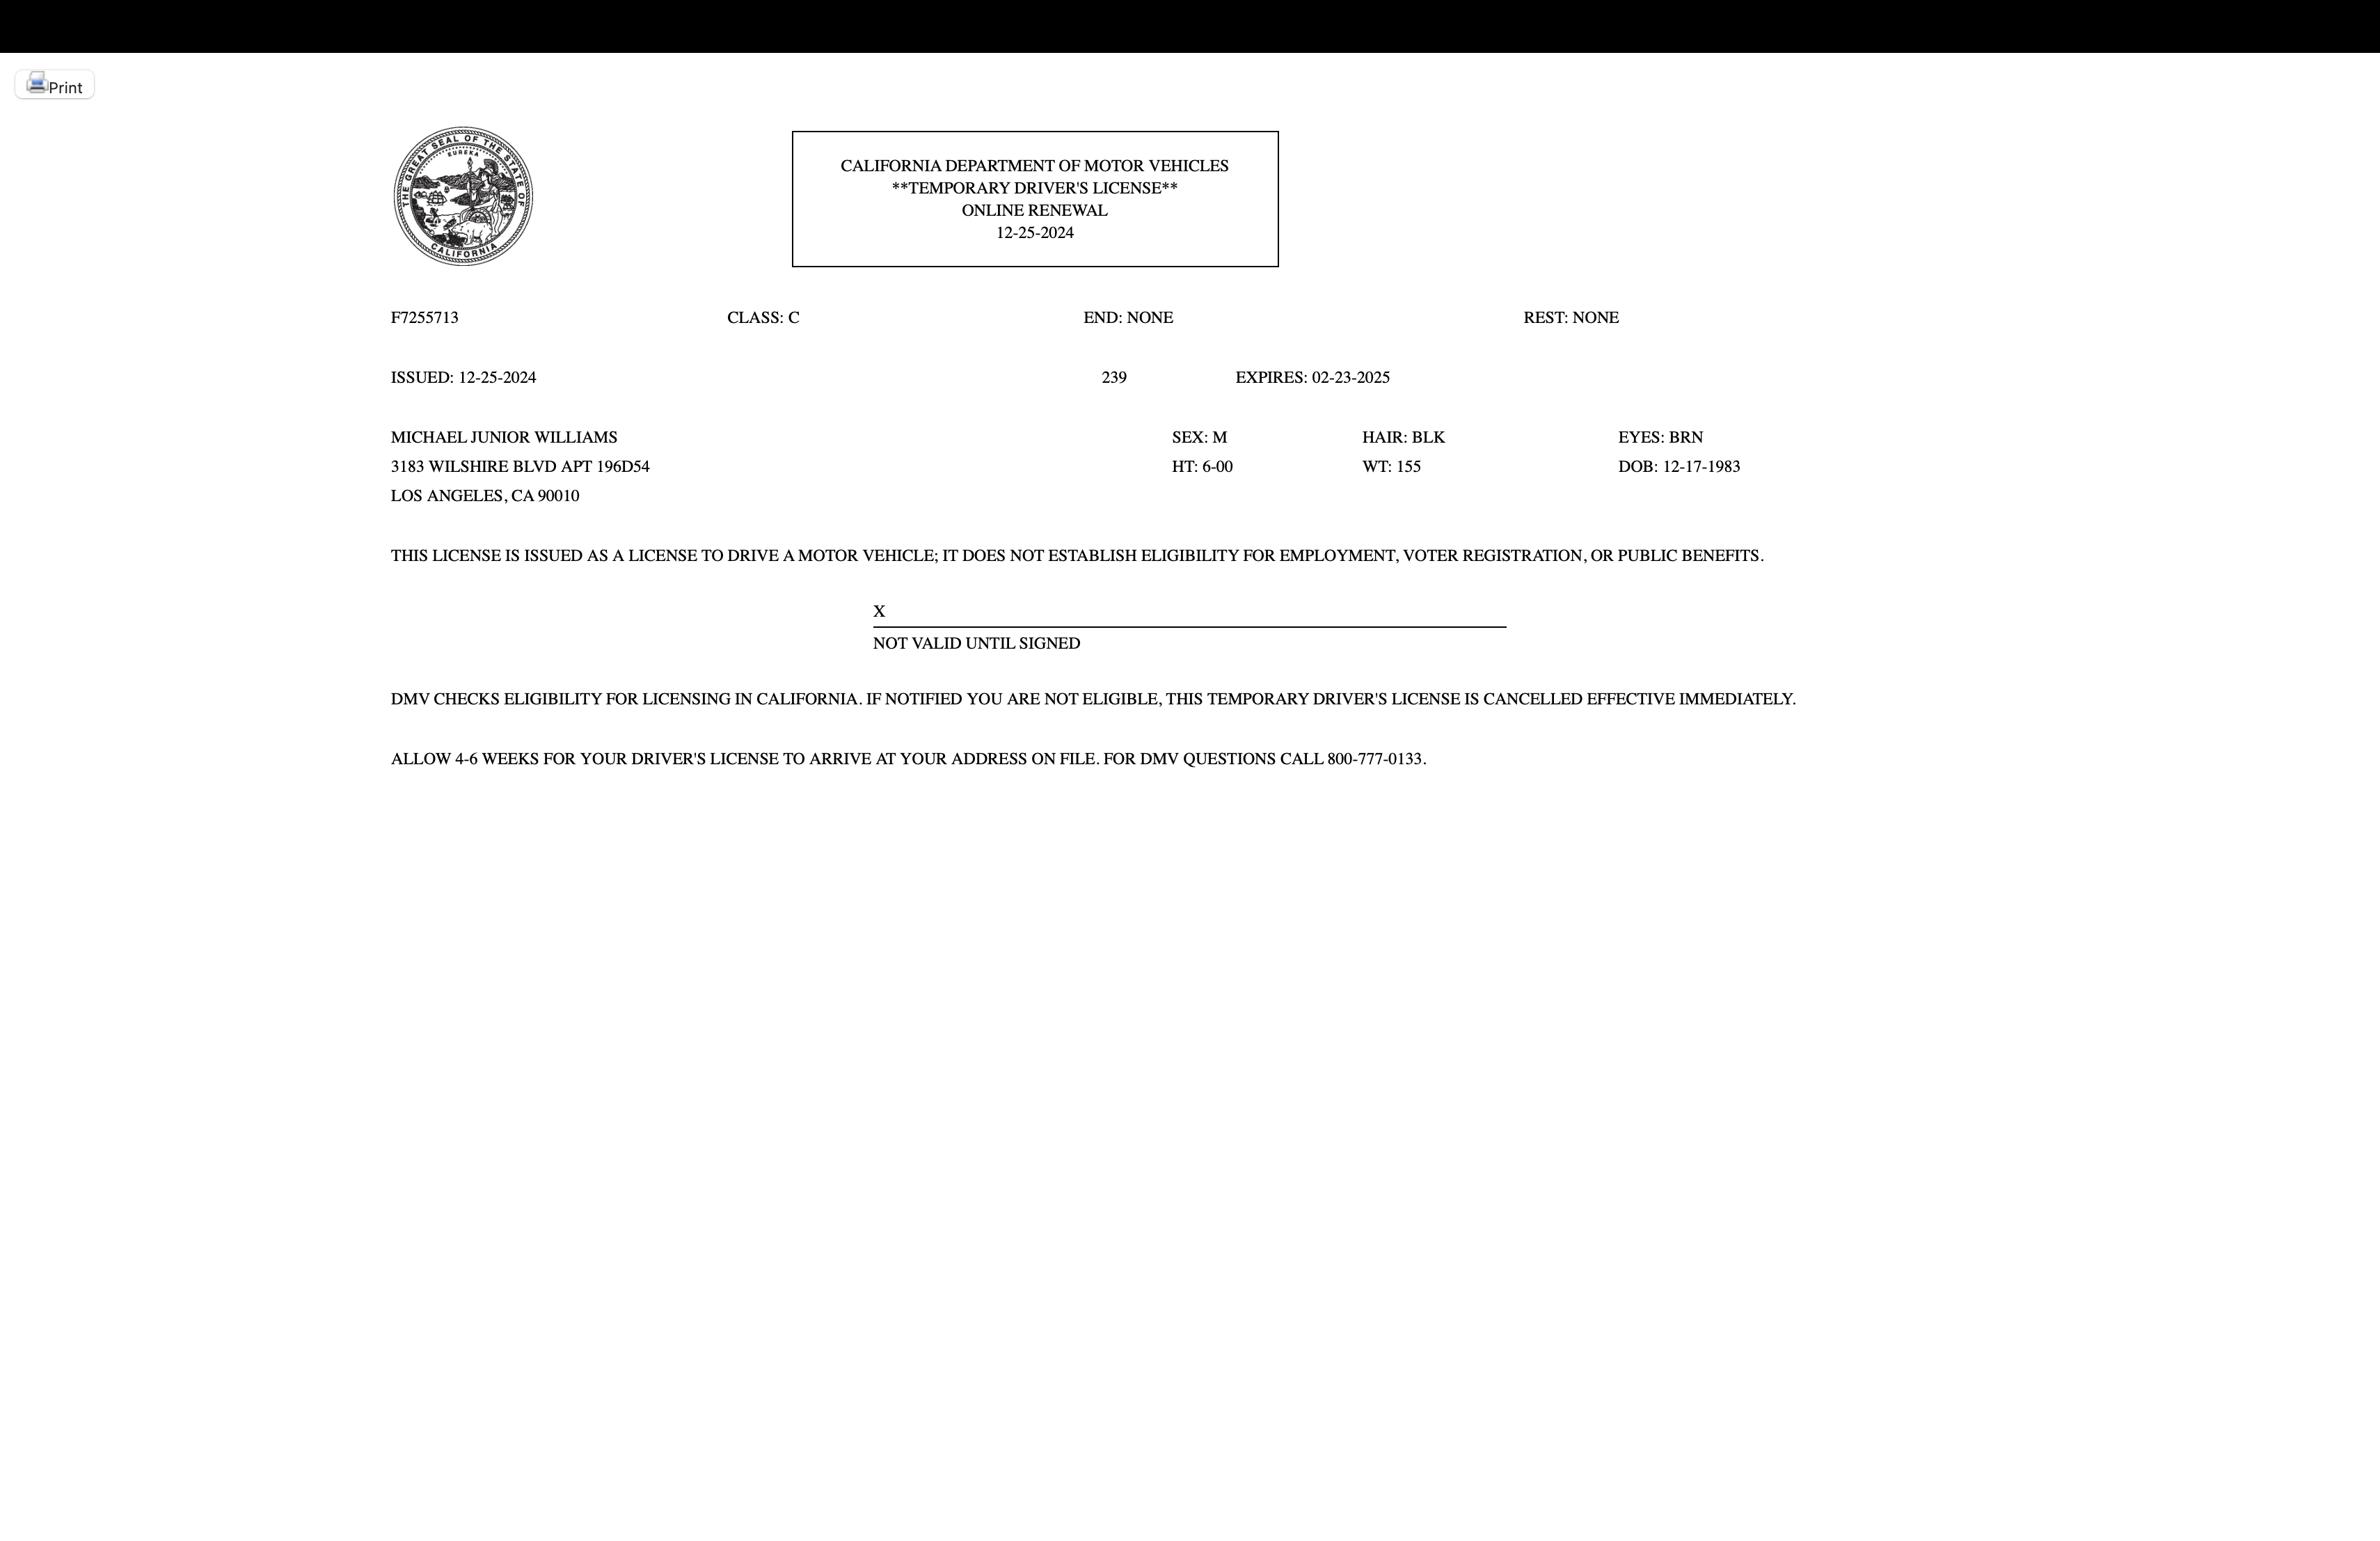 Print
THE GREAT SEAL OF THE STATE OF CALIFORNIA
EUREKA
CALIFORNIA DEPARTMENT OF MOTOR VEHICLES
**TEMPORARY DRIVER'S LICENSE**
ONLINE RENEWAL
12-25-2024
F7255713 CLASS: C END: NONE REST: NONE
ISSUED: 12-25-2024 239 EXPIRES: 02-23-2025
MICHAEL JUNIOR WILLIAMS SEX: M HAIR: BLK EYES: BRN
3183 WILSHIRE BLVD APT 196D54 HT: 6-00 WT: 155 DOB: 12-17-1983
LOS ANGELES, CA 90010
THIS LICENSE IS ISSUED AS A LICENSE TO DRIVE A MOTOR VEHICLE; IT DOES NOT ESTABLISH ELIGIBILITY FOR EMPLOYMENT, VOTER REGISTRATION, OR PUBLIC BENEFITS.
X
NOT VALID UNTIL SIGNED
DMV CHECKS ELIGIBILITY FOR LICENSING IN CALIFORNIA. IF NOTIFIED YOU ARE NOT ELIGIBLE, THIS TEMPORARY DRIVER'S LICENSE IS CANCELLED EFFECTIVE IMMEDIATELY.
ALLOW 4-6 WEEKS FOR YOUR DRIVER'S LICENSE TO ARRIVE AT YOUR ADDRESS ON FILE. FOR DMV QUESTIONS CALL 800-777-0133.